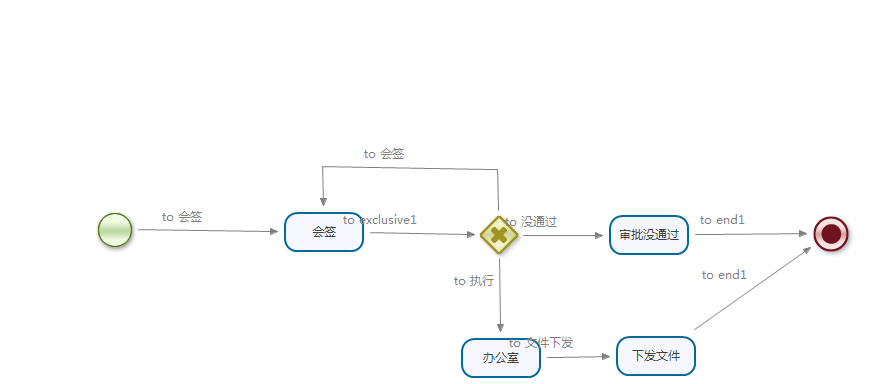 to 会签
to 会签
会签
to exclusive1
to 没通过
审批没通过
to end1
to 执行
to end1
办公室
to 文件下发
下发文件